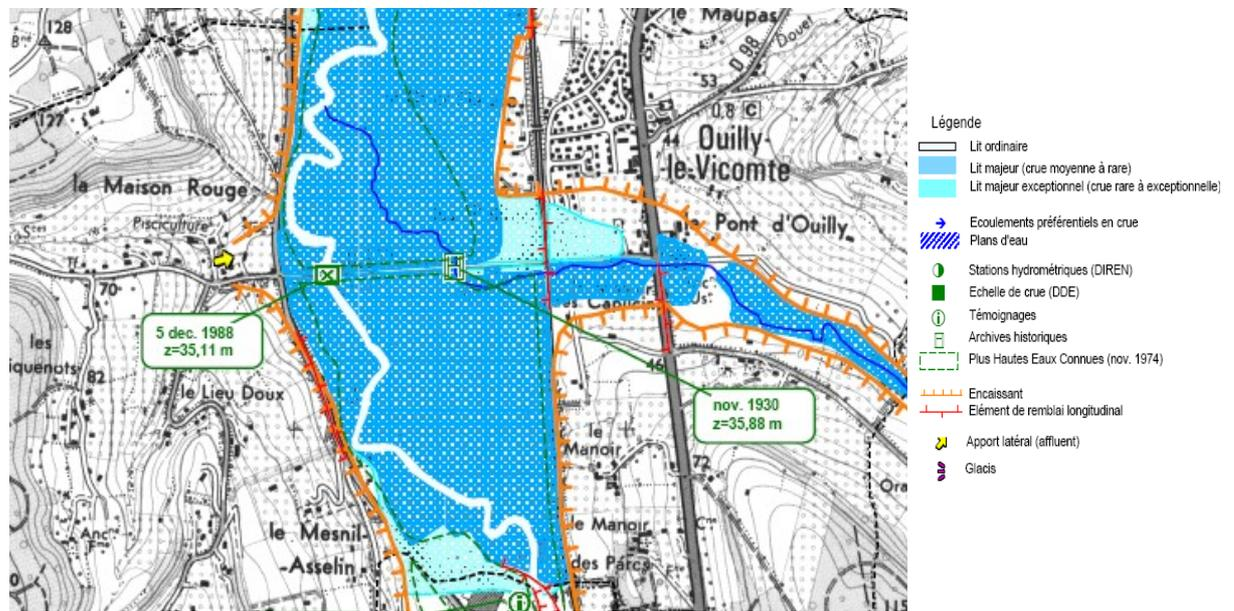 le Maupas
128
Douet
D 98
53
127
0,8 C
44
Ouilly-
le-Vicomte
la Maison Rouge
Pisciculture
Pont d'Ouilly
70
5 dec. 1988
z=35,11 m
les
iquenots
82
le Lieu Doux
46
nov. 1930
z=35,88 m
le
Manoir
72
le Mesnil-
-Asselin
le Manoir
des Parcs
Légende
Lit ordinaire
Lit majeur (crue moyenne à rare)
Lit majeur exceptionnel (crue rare à exceptionnelle)
Ecoulements préférentiels en crue
Plans d'eau
Stations hydrométriques (DIREN)
Echelle de crue (DDE)
Témoignages
Archives historiques
Plus Hautes Eaux Connues (nov. 1974)
Encaissant
Elément de remblai longitudinal
Apport latéral (affluent)
Glacis